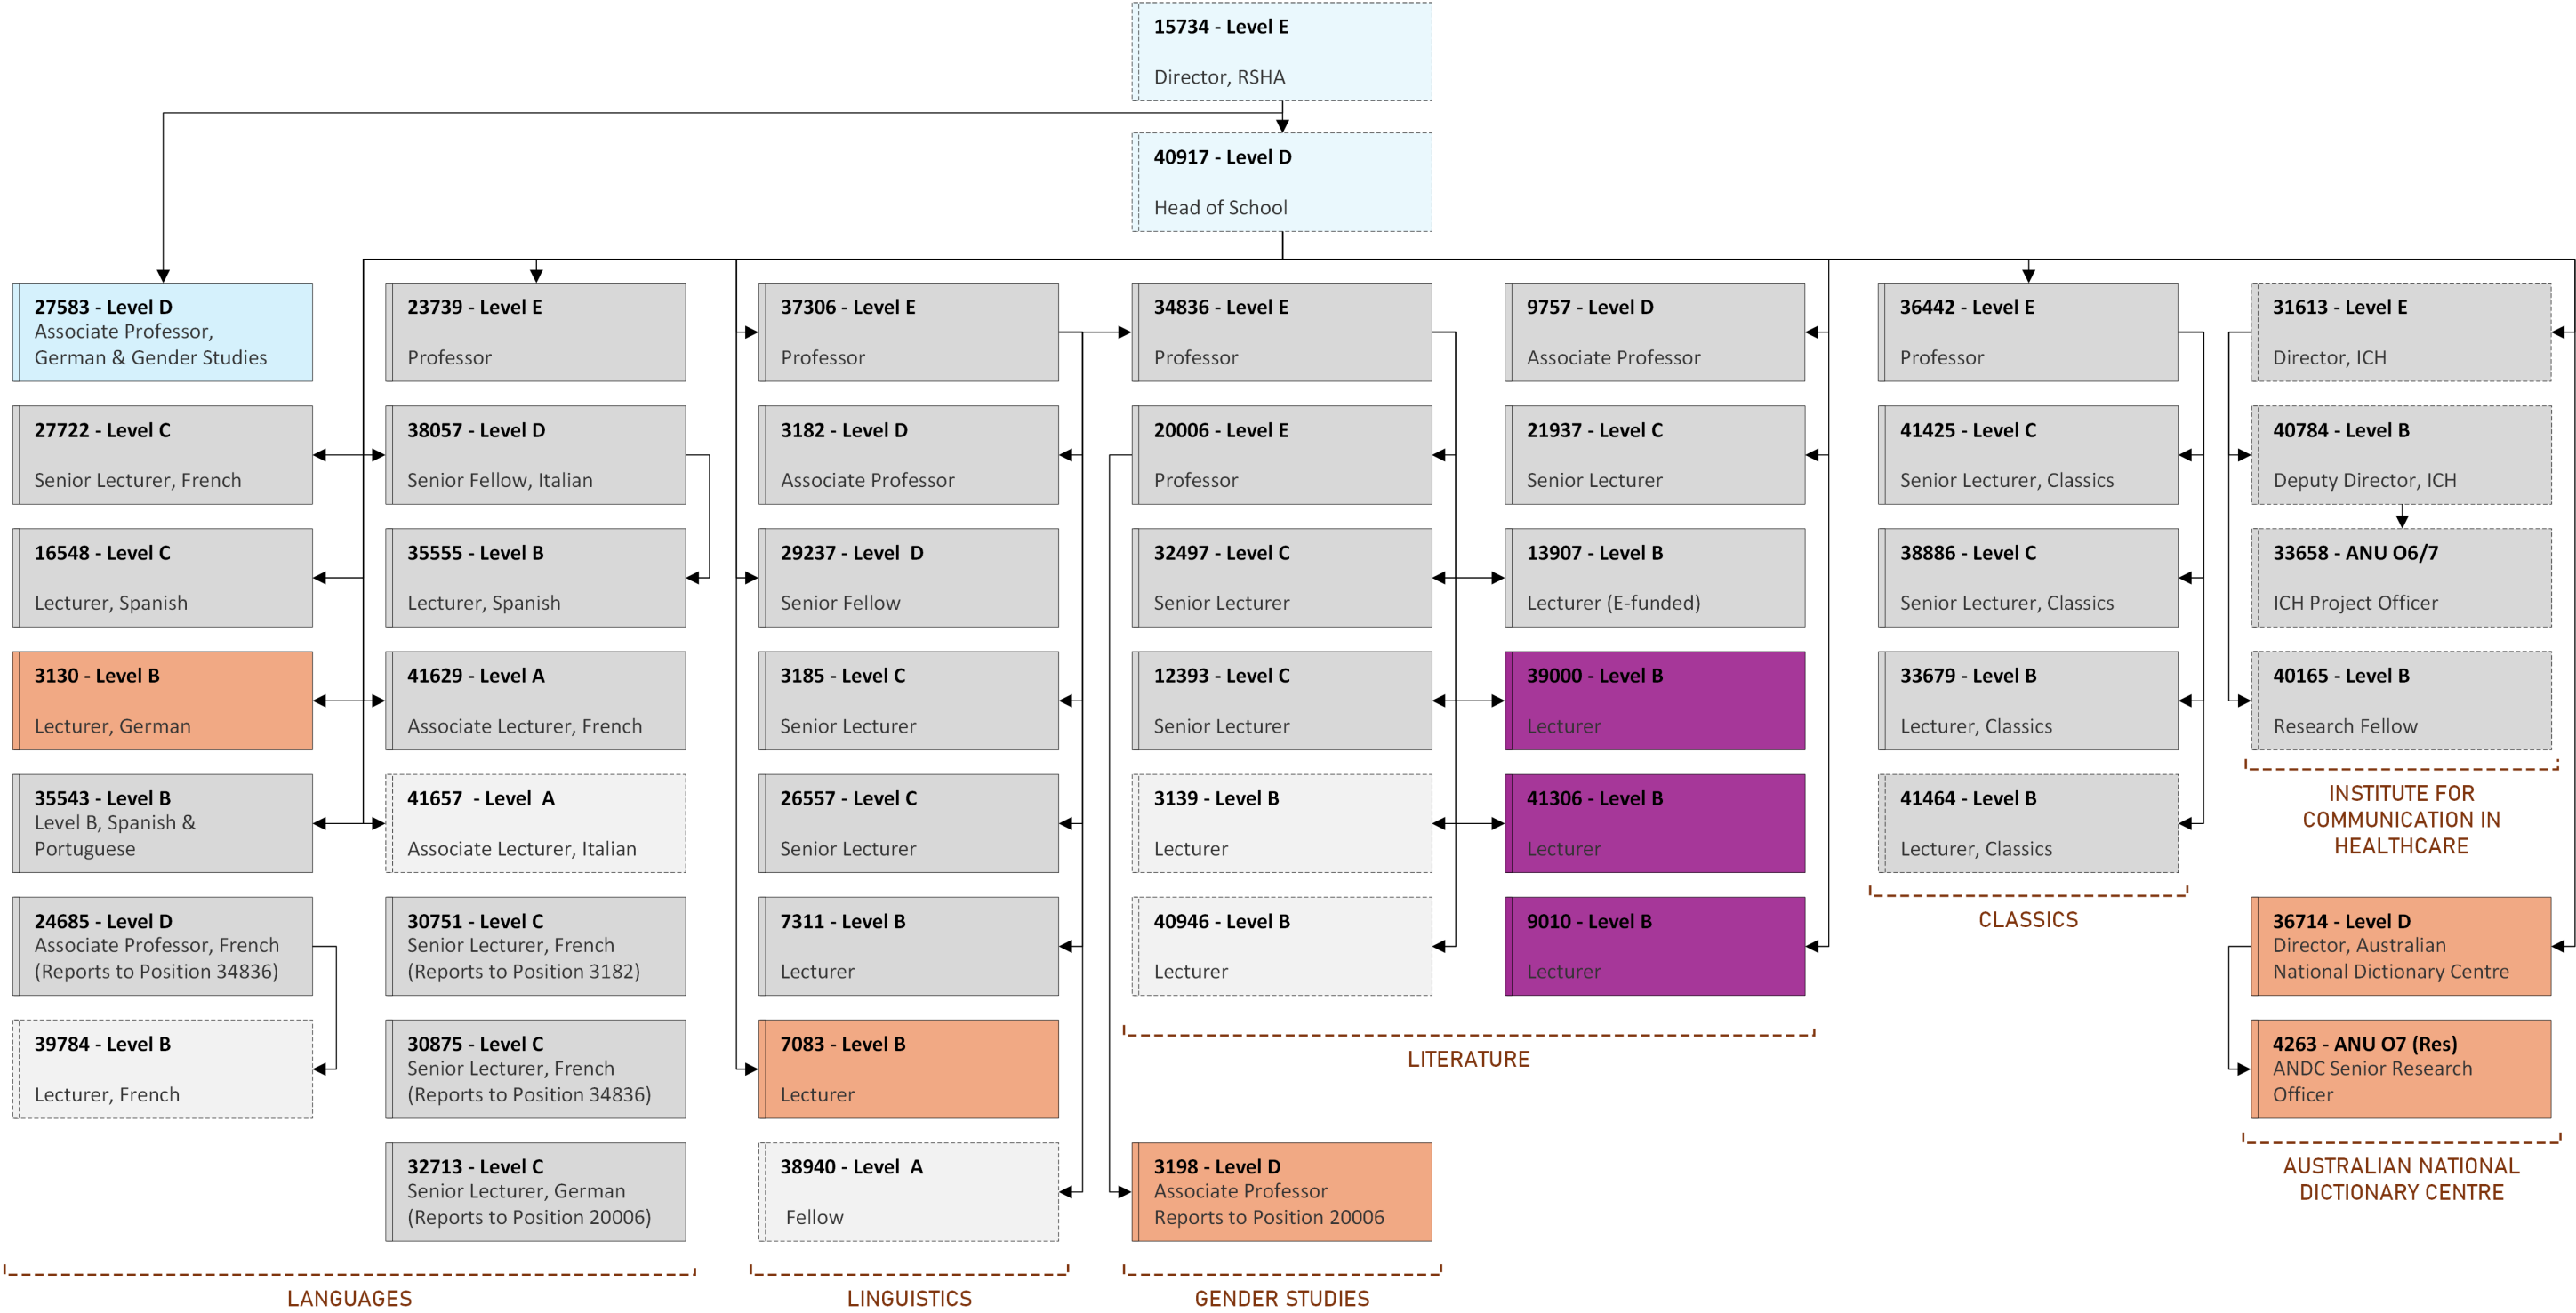 15734 - Level E
Director, RSHA
40917 - Level D
Head of School
27583 - Level D
Associate Professor,
German & Gender Studies
27722 - Level C
Senior Lecturer, French
16548 - Level C
Lecturer, Spanish
3130 - Level B
Lecturer, German
35543 - Level B
Level B, Spanish &
Portuguese
24685 - Level D
Associate Professor, French
(Reports to Position 34836)
39784 - Level B
Lecturer, French
23739 - Level E
Professor
38057 - Level D
Senior Fellow, Italian
35555 - Level B
Lecturer, Spanish
41629 - Level A
Associate Lecturer, French
41657  - Level  A
Associate Lecturer, Italian
30751 - Level C
Senior Lecturer, French
(Reports to Position 3182)
30875 - Level C
Senior Lecturer, French
(Reports to Position 34836)
32713 - Level C
Senior Lecturer, German
(Reports to Position 20006)
LANGUAGES
37306 - Level E
Professor
3182 - Level D
Associate Professor
29237 - Level  D
Senior Fellow
3185 - Level C
Senior Lecturer
26557 - Level C
Senior Lecturer
7311 - Level B
Lecturer
7083 - Level B
Lecturer
38940 - Level  A
Fellow
LINGUISTICS
34836 - Level E
Professor
20006 - Level E
Professor
32497 - Level C
Senior Lecturer
12393 - Level C
Senior Lecturer
3139 - Level B
Lecturer
40946 - Level B
Lecturer
9757 - Level D
Associate Professor
21937 - Level C
Senior Lecturer
13907 - Level B
Lecturer (E-funded)
39000 - Level B
Lecturer
41306 - Level B
Lecturer
9010 - Level B
Lecturer
LITERATURE
3198 - Level D
Associate Professor
Reports to Position 20006
GENDER STUDIES
36442 - Level E
Professor
41425 - Level C
Senior Lecturer, Classics
38886 - Level C
Senior Lecturer, Classics
33679 - Level B
Lecturer, Classics
41464 - Level B
Lecturer, Classics
CLASSICS
31613 - Level E
Director, ICH
40784 - Level B
Deputy Director, ICH
33658 - ANU O6/7
ICH Project Officer
40165 - Level B
Research Fellow
INSTITUTE FOR
COMMUNICATION IN
HEALTHCARE
36714 - Level D
Director, Australian
National Dictionary Centre
4263 - ANU O7 (Res)
ANDC Senior Research
Officer
AUSTRALIAN NATIONAL
DICTIONARY CENTRE